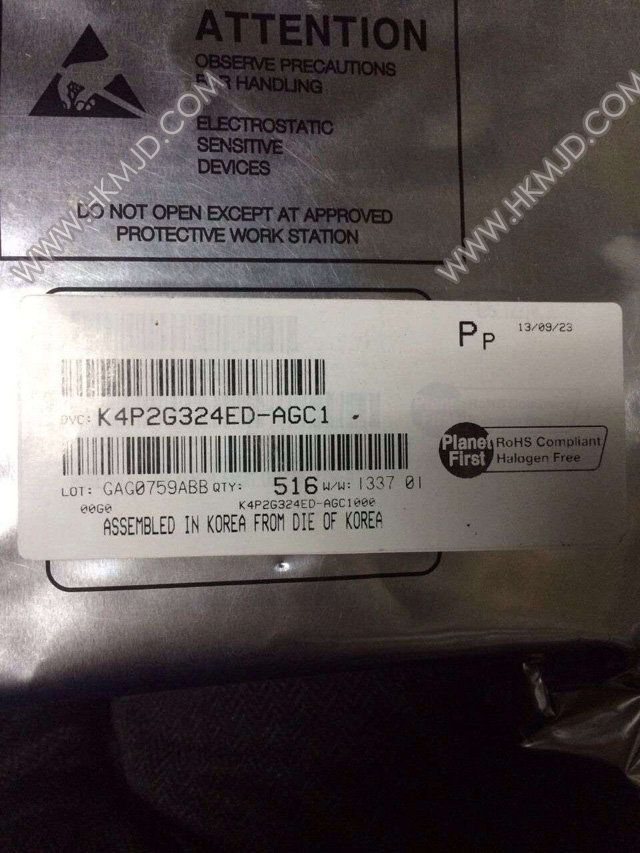 ATTENTION
OBSERVE PRECAUTIONS
FOR HANDLING
ELECTROSTATIC
SENSITIVE
DEVICES
DO NOT OPEN EXCEPT AT APPROVED
PROTECTIVE WORK STATION
WWW.HKMJD.COM
WWW.HKMJD.COM
PP 13/09/23
DVC: K4P2G324ED-AGC1
Planet First RoHS Compliant/
Halogen Free
LOT: GAG0759ABB QTY: 516 W/W: 1337 01
00G0 K4P2G324ED-AGC1000
ASSEMBLED IN KOREA FROM DIE OF KOREA